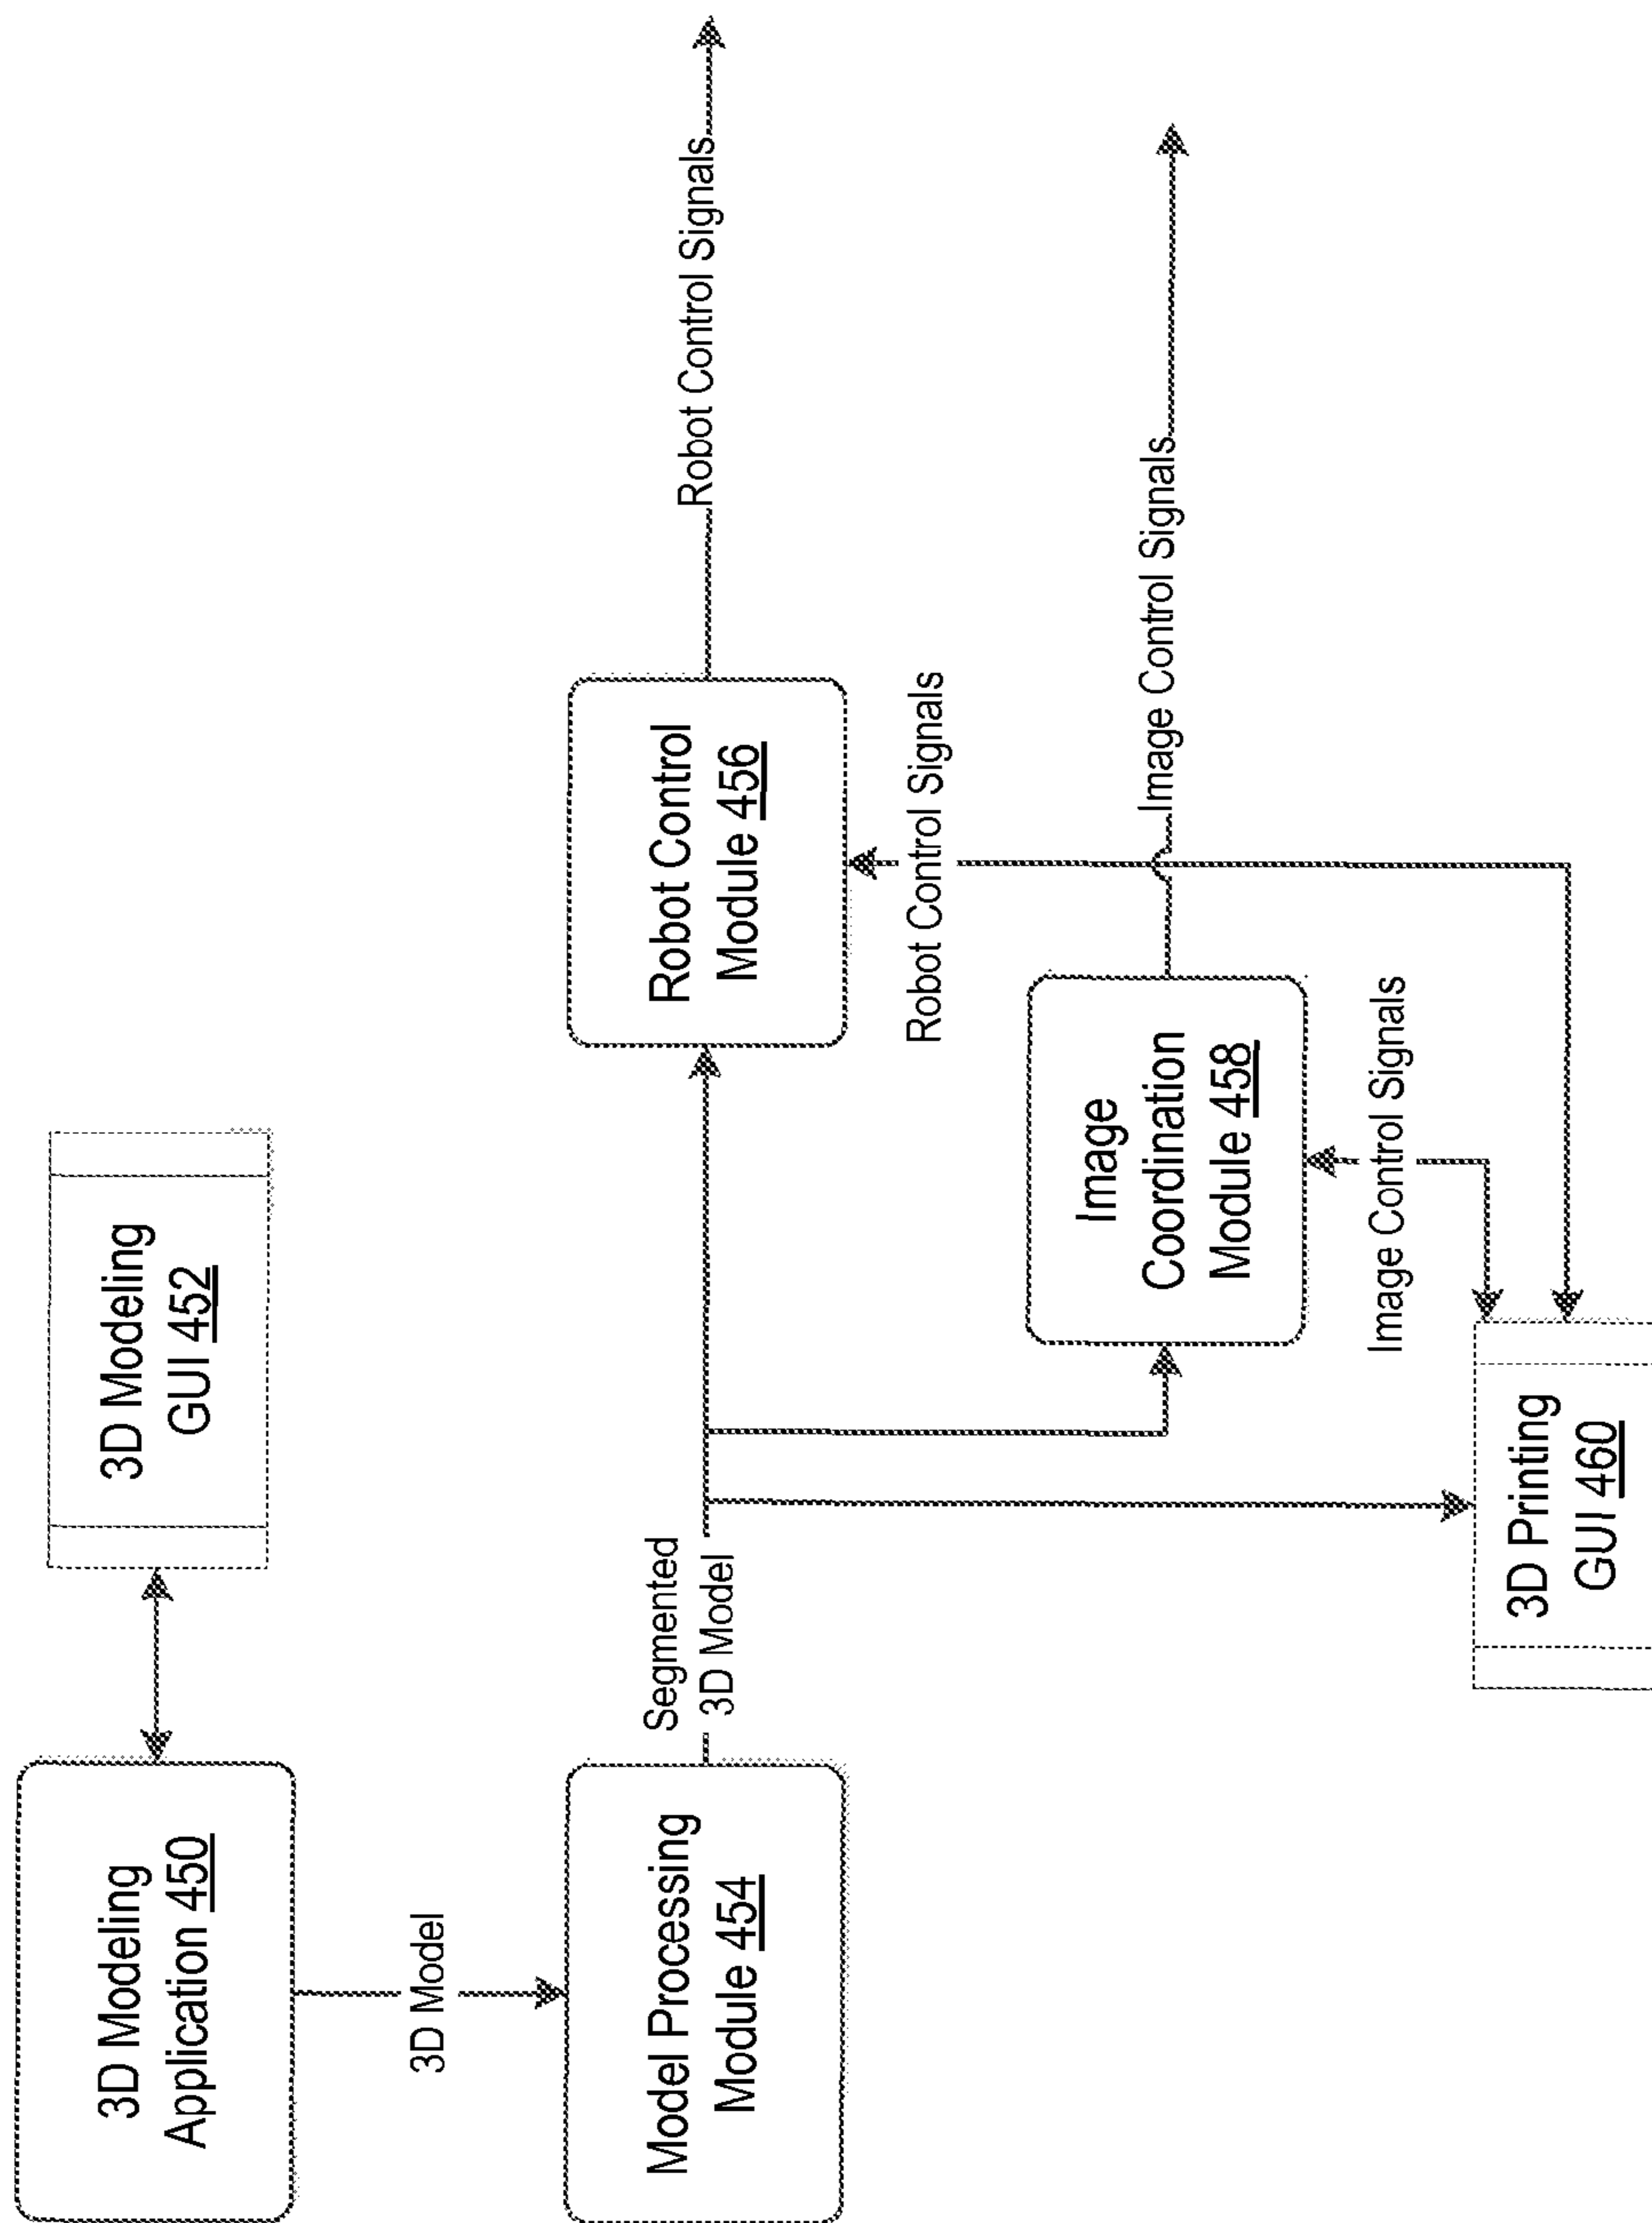 3D Modeling
Application 450
3D Modeling
GUI 452
3D Model
Model Processing
Module 454
Segmented
3D Model
Robot Control
Module 456
Robot Control Signals
Robot Control Signals
Image
Coordination
Module 458
Image Control Signals
Image Control Signals
3D Printing
GUI 460